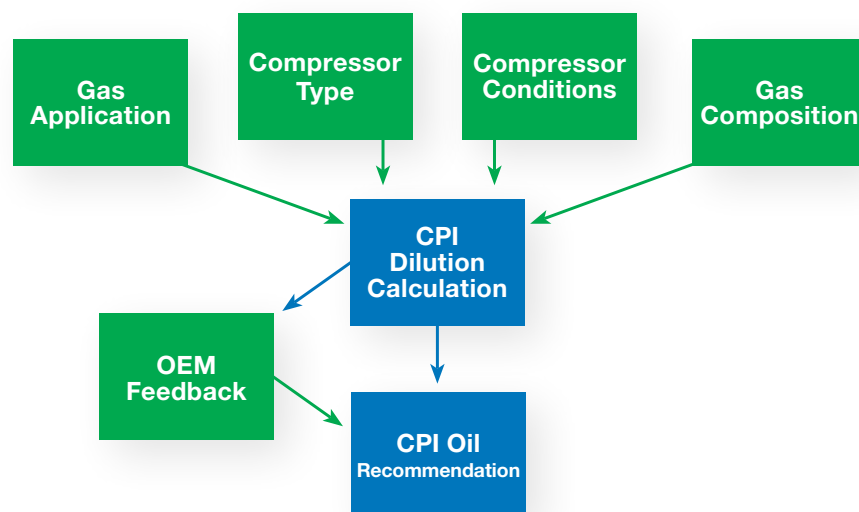 Gas
Application
Compressor
Type
Compressor
Conditions
Gas
Composition
CPI
Dilution
Calculation
OEM
Feedback
CPI Oil
Recommendation